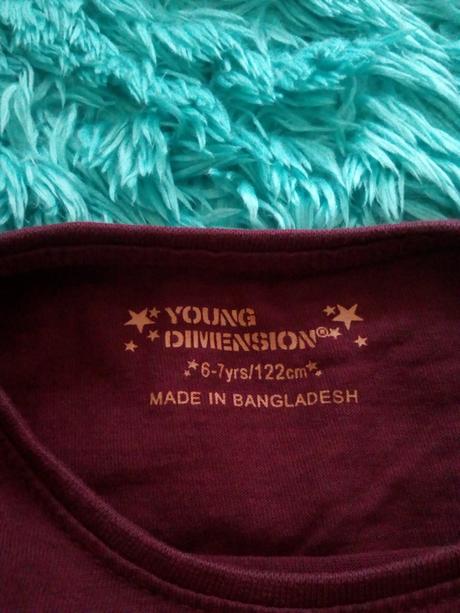 YOUNG
DIMENSION®
6-7yrs/122cm
MADE IN BANGLADESH